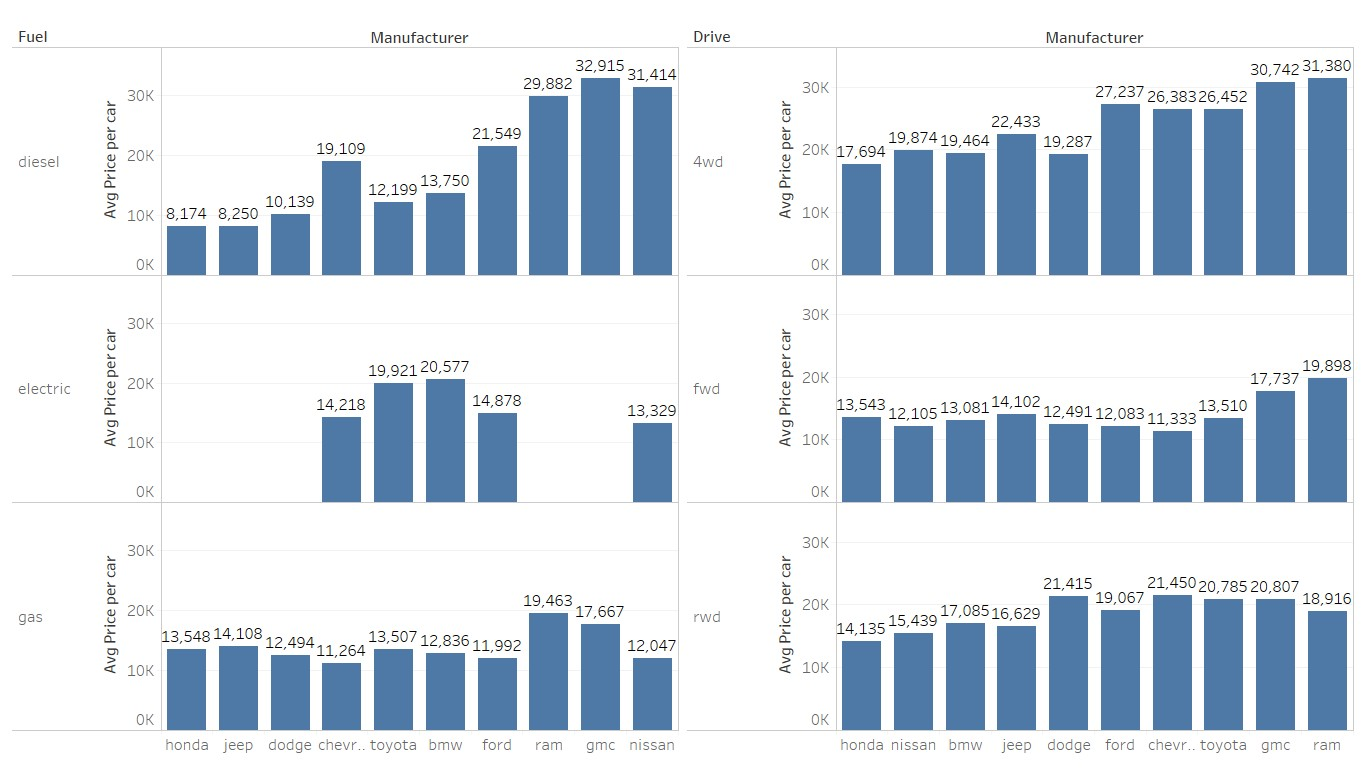 Fuel
Manufacturer
diesel
Avg Price per car
30K
20K
10K
0K
8,174 8,250 10,139 19,109 12,199 13,750 21,549 29,882 32,915 31,414
electric
Avg Price per car
30K
20K
10K
0K
14,218 19,921 20,577 14,878 13,329
gas
Avg Price per car
30K
20K
10K
0K
13,548 14,108 12,494 11,264 13,507 12,836 11,992 19,463 17,667 12,047
honda jeep dodge chevr.. toyota bmw ford ram gmc nissan
Drive
Manufacturer
4wd
Avg Price per car
30K
20K
10K
0K
17,694 19,874 19,464 22,433 19,287 27,237 26,383 26,452 30,742 31,380
fwd
Avg Price per car
30K
20K
10K
0K
13,543 12,105 13,081 14,102 12,491 12,083 11,333 13,510 17,737 19,898
rwd
Avg Price per car
30K
20K
10K
0K
14,135 15,439 17,085 16,629 21,415 19,067 21,450 20,785 20,807 18,916
honda nissan bmw jeep dodge ford chevr.. toyota gmc ram